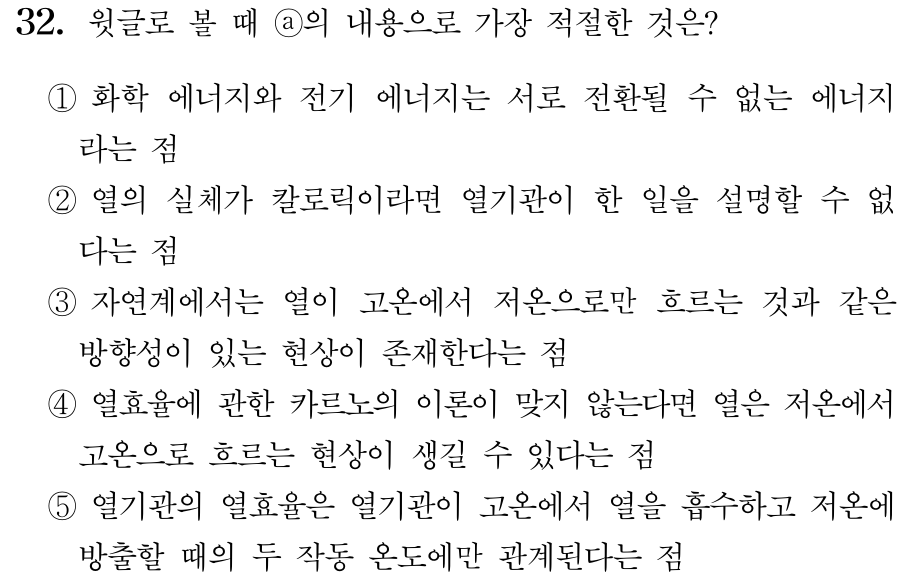 32. 윗글로 볼 때 ⓐ의 내용으로 가장 적절한 것은?
① 화학 에너지와 전기 에너지는 서로 전환될 수 없는 에너지
라는 점
② 열의 실체가 칼로릭이라면 열기관이 한 일을 설명할 수 없
다는 점
③ 자연계에서는 열이 고온에서 저온으로만 흐르는 것과 같은
방향성이 있는 현상이 존재한다는 점
④ 열효율에 관한 카르노의 이론이 맞지 않는다면 열은 저온에서
고온으로 흐르는 현상이 생길 수 있다는 점
⑤ 열기관의 열효율은 열기관이 고온에서 열을 흡수하고 저온에
방출할 때의 두 작동 온도에만 관계된다는 점